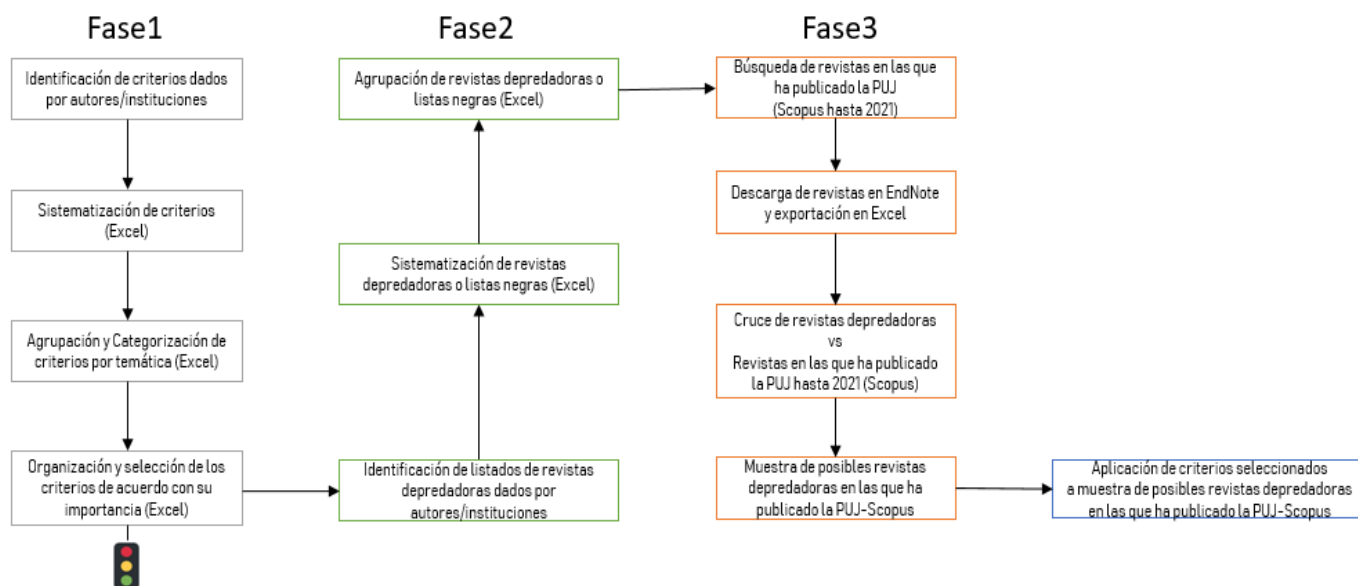 Fase1
Identificación de criterios dados
por autores/instituciones
Sistematización de criterios
(Excel)
Agrupación y Categorización de
criterios por temática (Excel)
Organización y selección de los
criterios de acuerdo con su
importancia (Excel)
Fase2
Agrupación de revistas depredadoras o
listas negras (Excel)
Sistematización de revistas
depredadoras o listas negras (Excel)
Identificación de listados de revistas
depredadoras dados por
autores/instituciones
Fase3
Búsqueda de revistas en las que
ha publicado la PUJ
(Scopus hasta 2021)
Descarga de revistas en EndNote
y exportación en Excel
Cruce de revistas depredadoras
vs
Revistas en las que ha publicado
la PUJ hasta 2021 (Scopus)
Muestra de posibles revistas
depredadoras en las que ha
publicado la PUJ-Scopus
Aplicación de criterios seleccionados
a muestra de posibles revistas depredadoras
en las que ha publicado la PUJ-Scopus